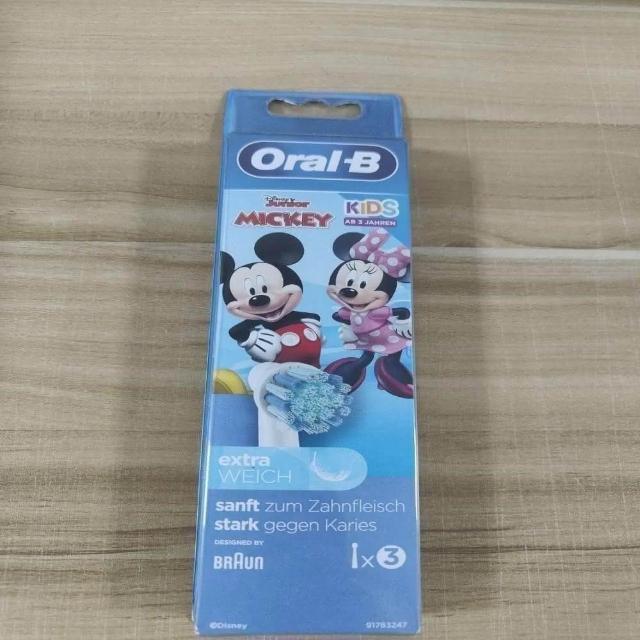 Oral-B
Disney Junior
MICKEY
KIDS
AB 3 JAHREN
extra
WEICH
sanft zum Zahnfleisch
stark gegen Karies
DESIGNED BY
BRAUN
x 3
©Disney
91783247